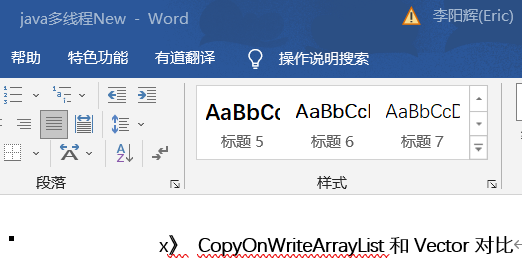 java多线程New - Word 李阳辉(Eric)
帮助 特色功能 有道翻译 操作说明搜索
AaBbCc AaBbCcI AaBbCcD
标题 5 标题 6 标题 7
段落 样式
x》 CopyOnWriteArrayList 和 Vector 对比